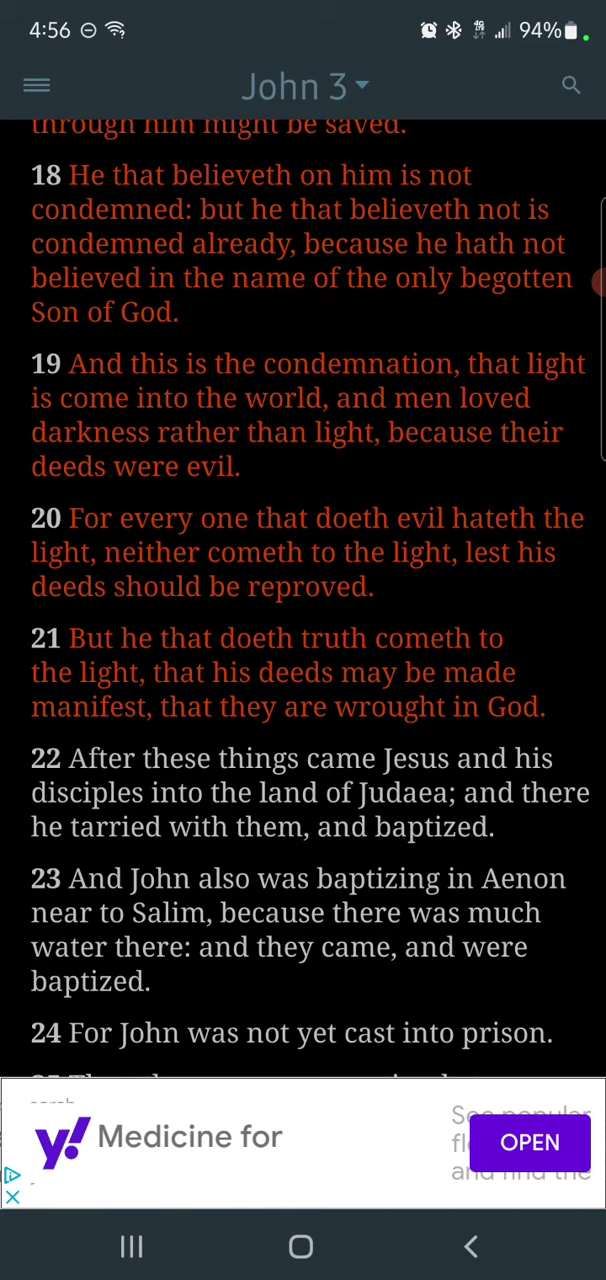 4:56 94%
John 3
through him might be saved.
18 He that believeth on him is not
condemned: but he that believeth not is
condemned already, because he hath not
believed in the name of the only begotten
Son of God.
19 And this is the condemnation, that light
is come into the world, and men loved
darkness rather than light, because their
deeds were evil.
20 For every one that doeth evil hateth the
light, neither cometh to the light, lest his
deeds should be reproved.
21 But he that doeth truth cometh to
the light, that his deeds may be made
manifest, that they are wrought in God.
22 After these things came Jesus and his
disciples into the land of Judaea; and there
he tarried with them, and baptized.
23 And John also was baptizing in Aenon
near to Salim, because there was much
water there: and they came, and were
baptized.
24 For John was not yet cast into prison.
y! Medicine for
and find the
OPEN